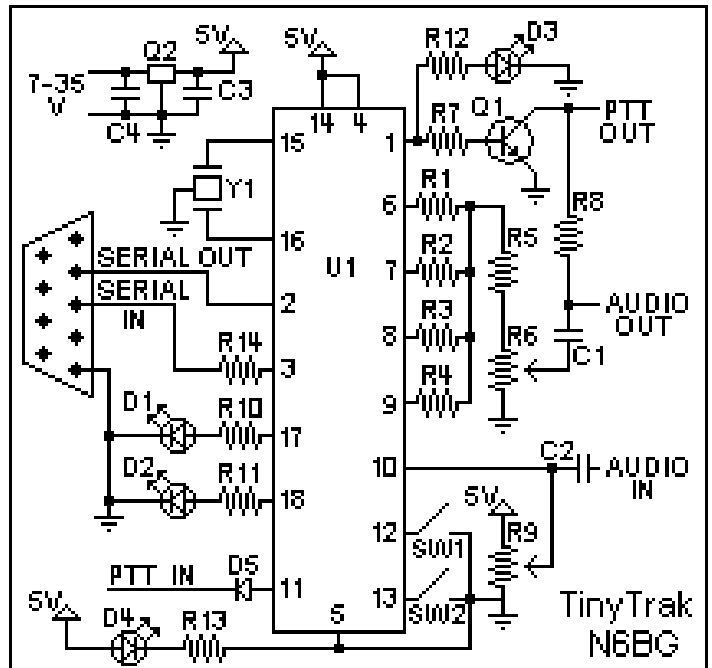 R12
D3
5V
5V
Q2
7-35
V
C3
C4
14 4
15
1
R7
Q1
PTT
OUT
Y1
R1
6
R8
16
R2
R5
SERIAL OUT
U1
7
SERIAL
IN
2
R3
R6
AUDIO
OUT
8
C1
R14
3
R4
9
D1
R10
17
10
C2
AUDIO
IN
D2
R11
18
5V
R9
12
SW1
PTT IN
D5
11
13
SW2
5V
D4
R13
5
TinyTrak
N6BG